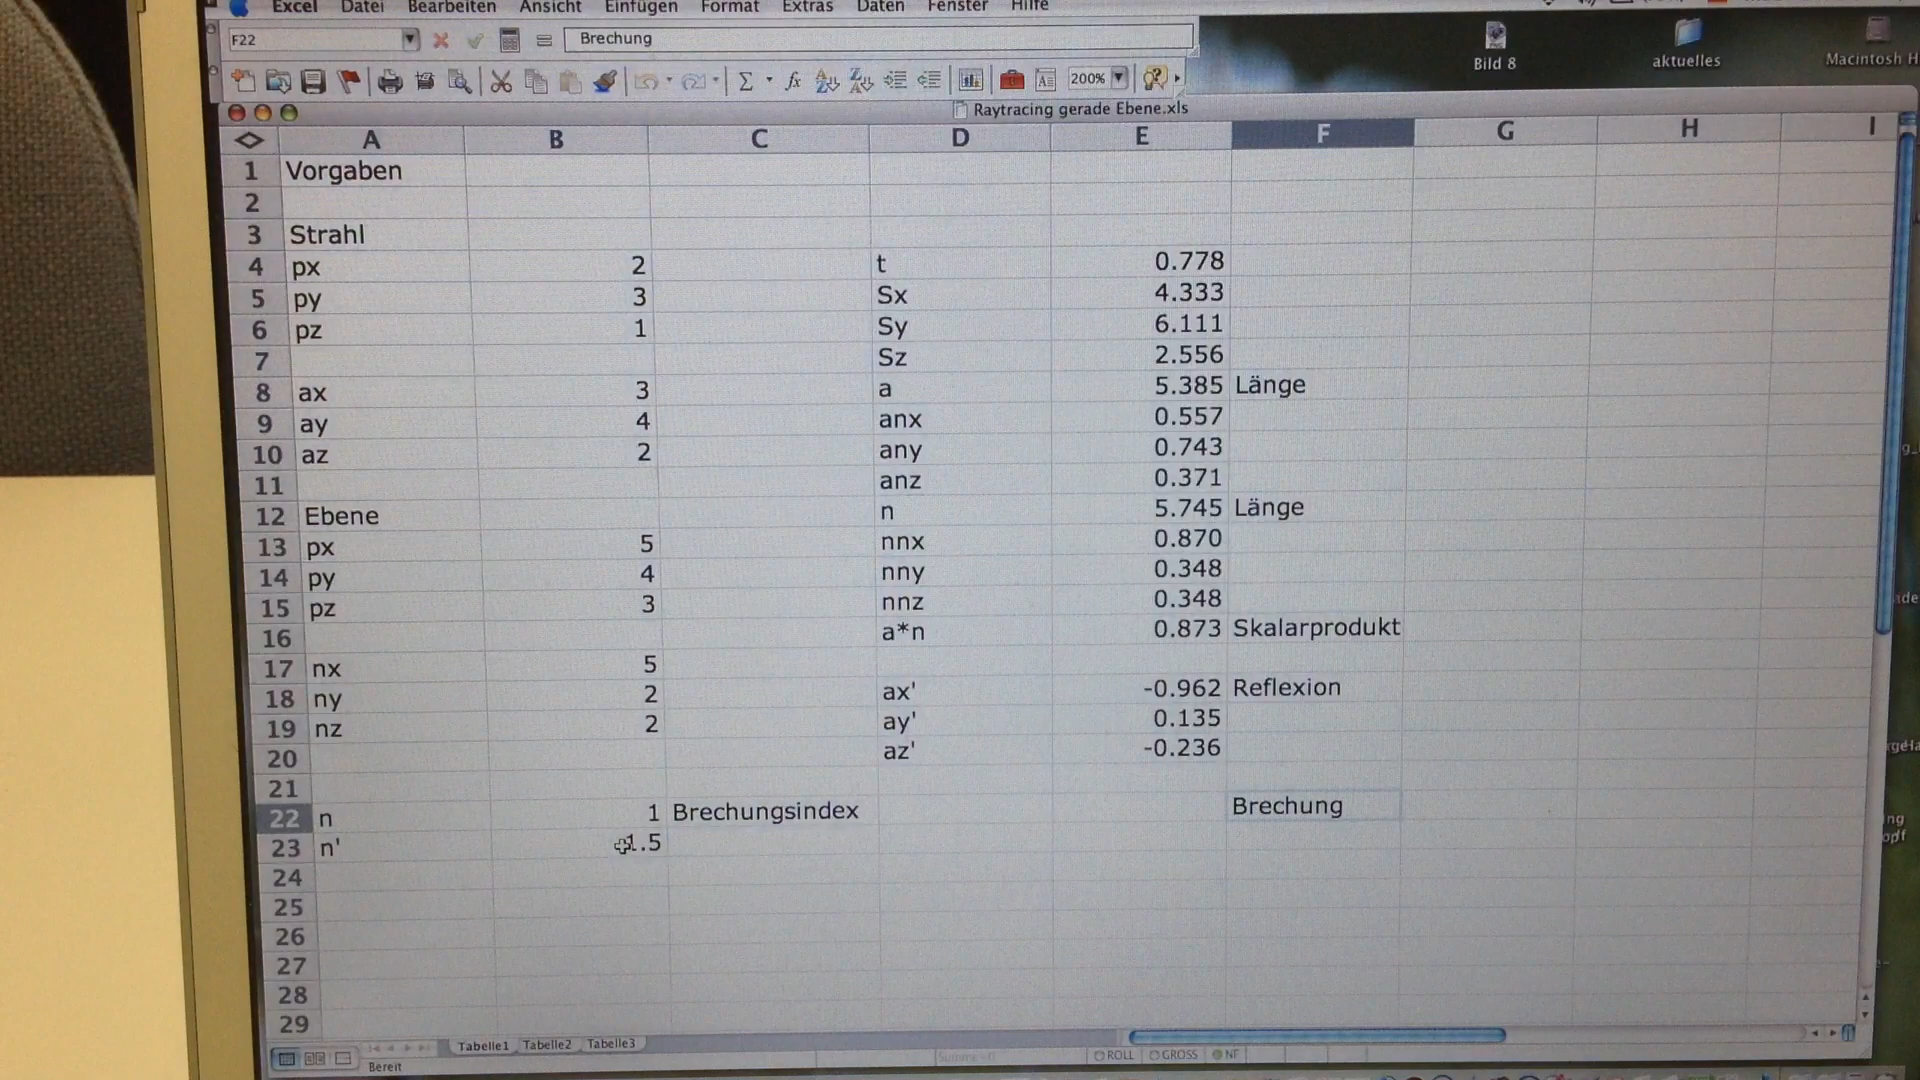 Excel Datei Bearbeiten Ansicht Einfügen Format Extras Daten Fenster Hilfe
F22 Brechung
200%
Bild 8 aktuelles Macintosh H
Raytracing gerade Ebene.xls
A B C D E F G H I
1 Vorgaben
2
3 Strahl
4 px 2 t 0.778
5 py 3 Sx 4.333
6 pz 1 Sy 6.111
7 Sz 2.556
8 ax 3 a 5.385 Länge
9 ay 4 anx 0.557
10 az 2 any 0.743
11 anz 0.371
12 Ebene n 5.745 Länge
13 px 5 nnx 0.870
14 py 4 nny 0.348
15 pz 3 nnz 0.348
16 a*n 0.873 Skalarprodukt
17 nx 5
18 ny 2 ax' -0.962 Reflexion
19 nz 2 ay' 0.135
20 az' -0.236
21
22 n 1 Brechungsindex Brechung
23 n' 1.5
24
25
26
27
28
29
Tabelle1 Tabelle2 Tabelle3
Bereit ROLL GROSS NF